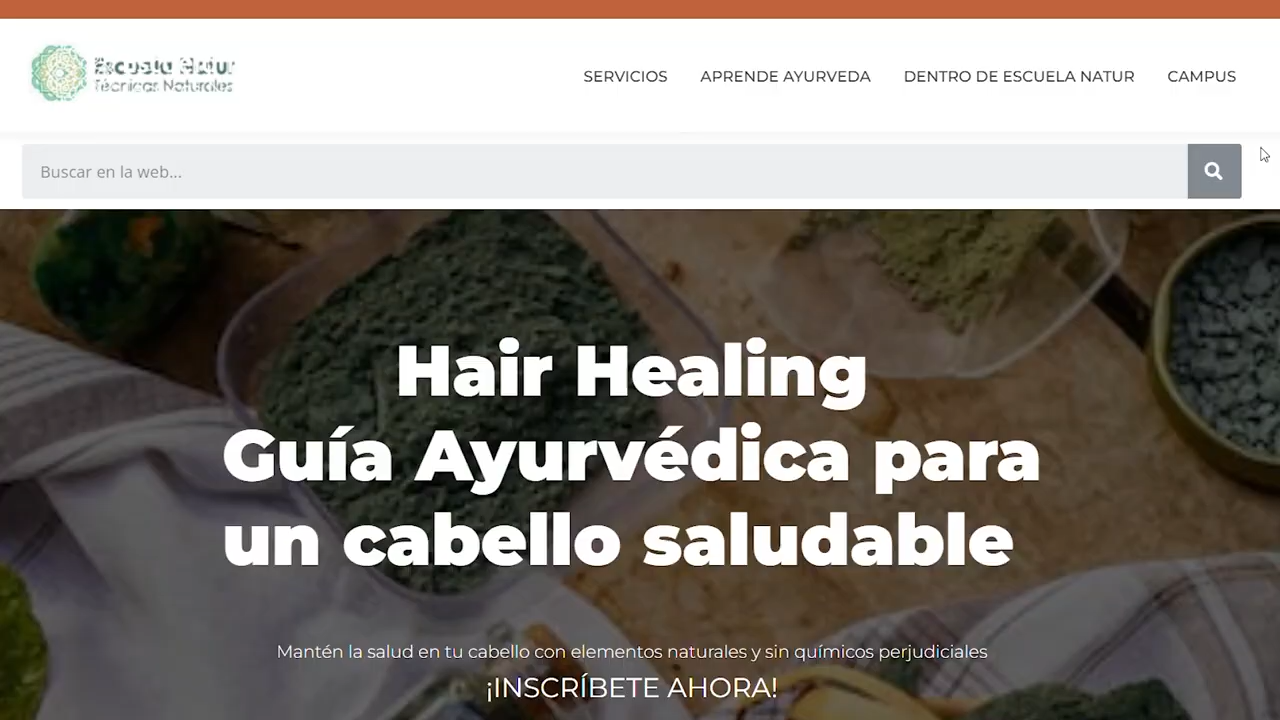 Escuela Natur
Técnicas Naturales
SERVICIOS
APRENDE AYURVEDA
DENTRO DE ESCUELA NATUR
CAMPUS
Buscar en la web...
Hair Healing
Guía Ayurvédica para
un cabello saludable
Mantén la salud en tu cabello con elementos naturales y sin químicos perjudiciales
¡INSCRÍBETE AHORA!